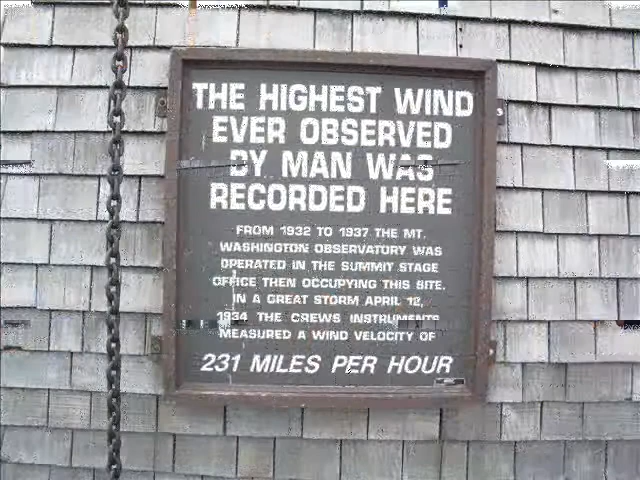 THE HIGHEST WIND
EVER OBSERVED
BY MAN WAS
RECORDED HERE
FROM 1932 TO 1937 THE MT.
WASHINGTON OBSERVATORY WAS
OPERATED IN THE SUMMIT STAGE
OFFICE THEN OCCUPYING THIS SITE.
IN A GREAT STORM APRIL 12,
1934 THE CREWS INSTRUMENTS
MEASURED A WIND VELOCITY OF
231 MILES PER HOUR